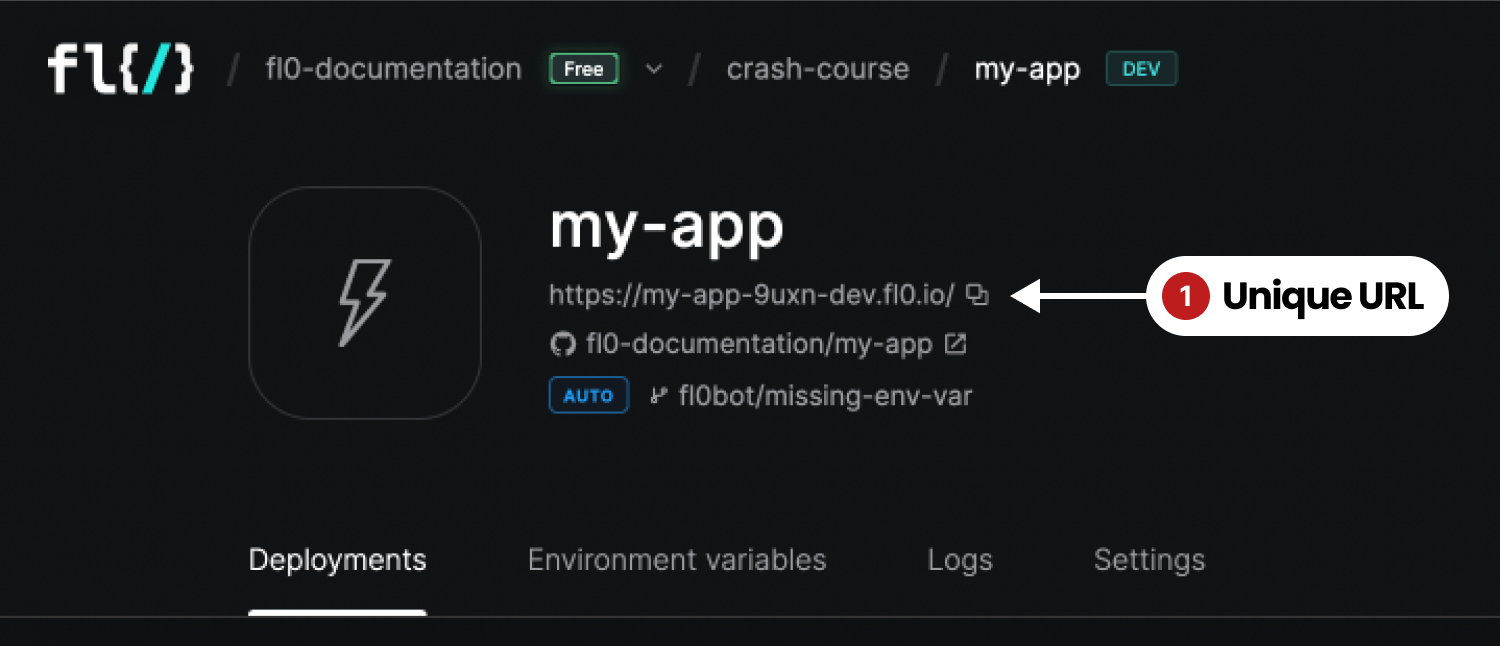 fl{/} / fl0-documentation Free / crash-course / my-app DEV
my-app
https://my-app-9uxn-dev.fl0.io/
1 Unique URL
fl0-documentation/my-app
AUTO fl0bot/missing-env-var
Deployments Environment variables Logs Settings